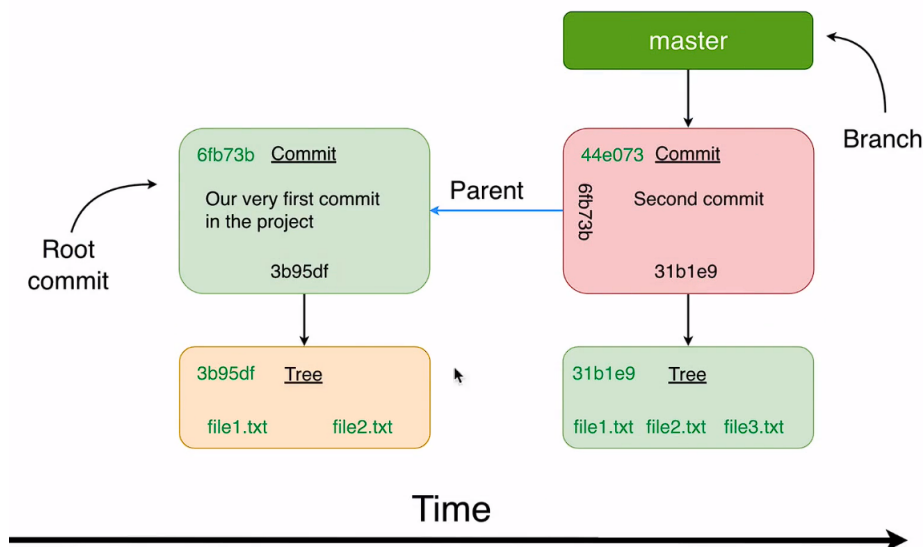 master
Branch
6fb73b Commit
Our very first commit
in the project
3b95df
Root
commit
Parent
44e073 Commit
6fb73b
Second commit
31b1e9
3b95df Tree
file1.txt file2.txt
31b1e9 Tree
file1.txt file2.txt file3.txt
Time